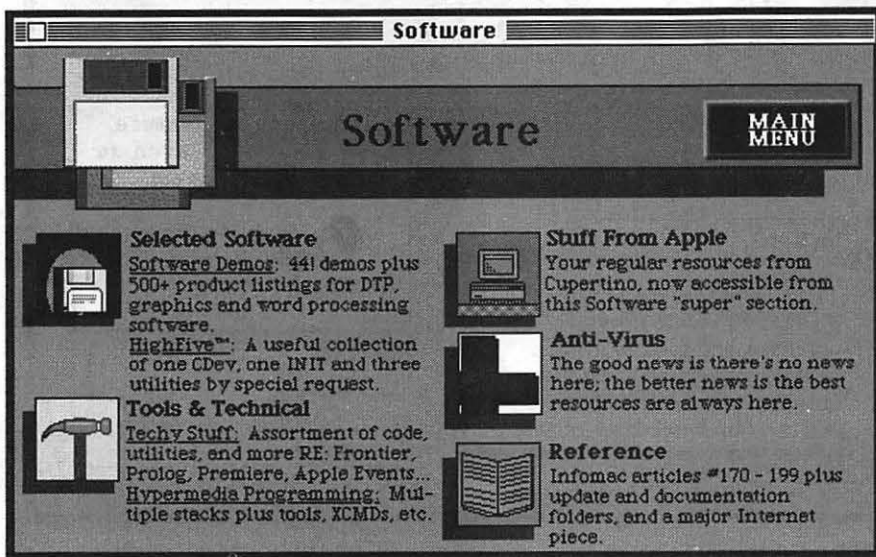 Software
Software
MAIN
MENU
Selected Software
Software Demos: 44! demos plus
500+ product listings for DTP,
graphics and word processing
software.
HighFive™: A useful collection
of one CDev, one INIT and three
utilities by special request.
Tools & Technical
Techy Stuff: Assortment of code,
utilities, and more RE: Frontier,
Prolog, Premiere, Apple Events...
Hypermedia Programming: Mul-
tiple stacks plus tools, XCMDs, etc.
Stuff From Apple
Your regular resources from
Cupertino, now accessible from
this Software "super" section.
Anti-Virus
The good news is there's no news
here; the better news is the best
resources are always here.
Reference
Infomac articles #170 - 199 plus
update and documentation
folders, and a major Internet
piece.